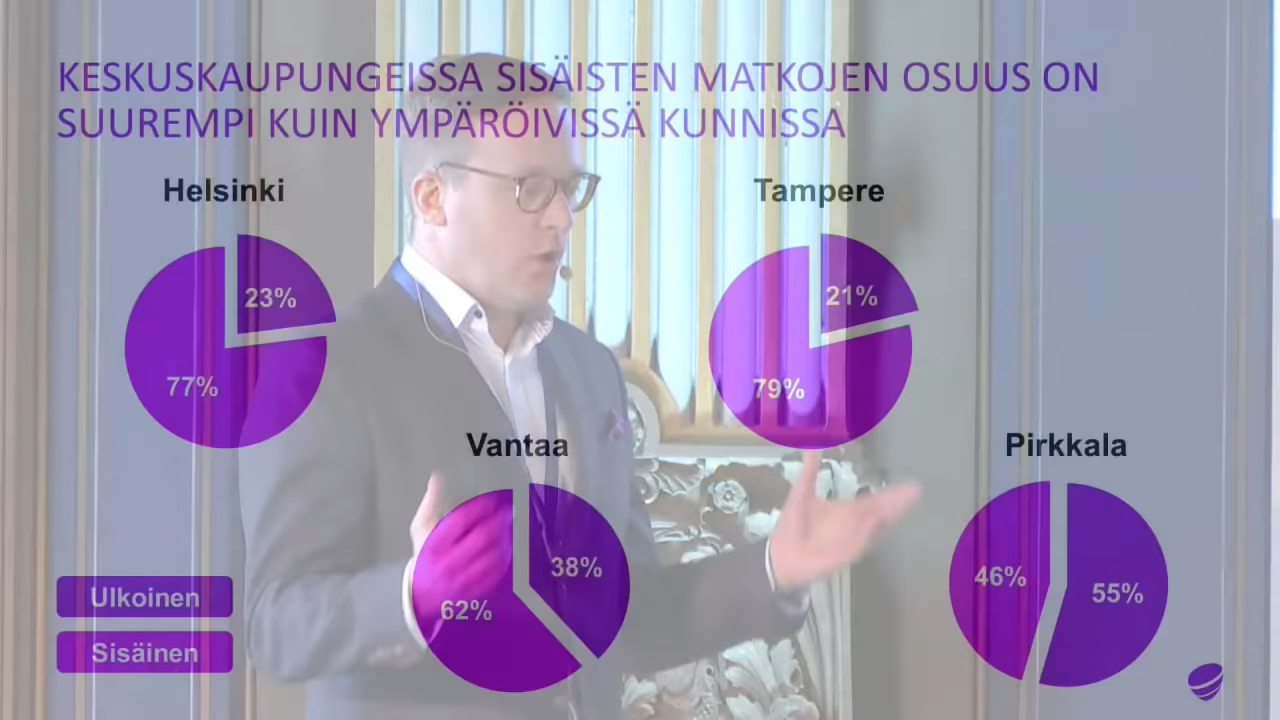 KESKUSKAUPUNGEISSA SISÄISTEN MATKOJEN OSUUS ON
SUUREMPI KUIN YMPÄRÖIVISSÄ KUNNISSA
Helsinki
Tampere
23%
77%
21%
79%
Vantaa
Pirkkala
38%
62%
46%
55%
Ulkoinen
Sisäinen